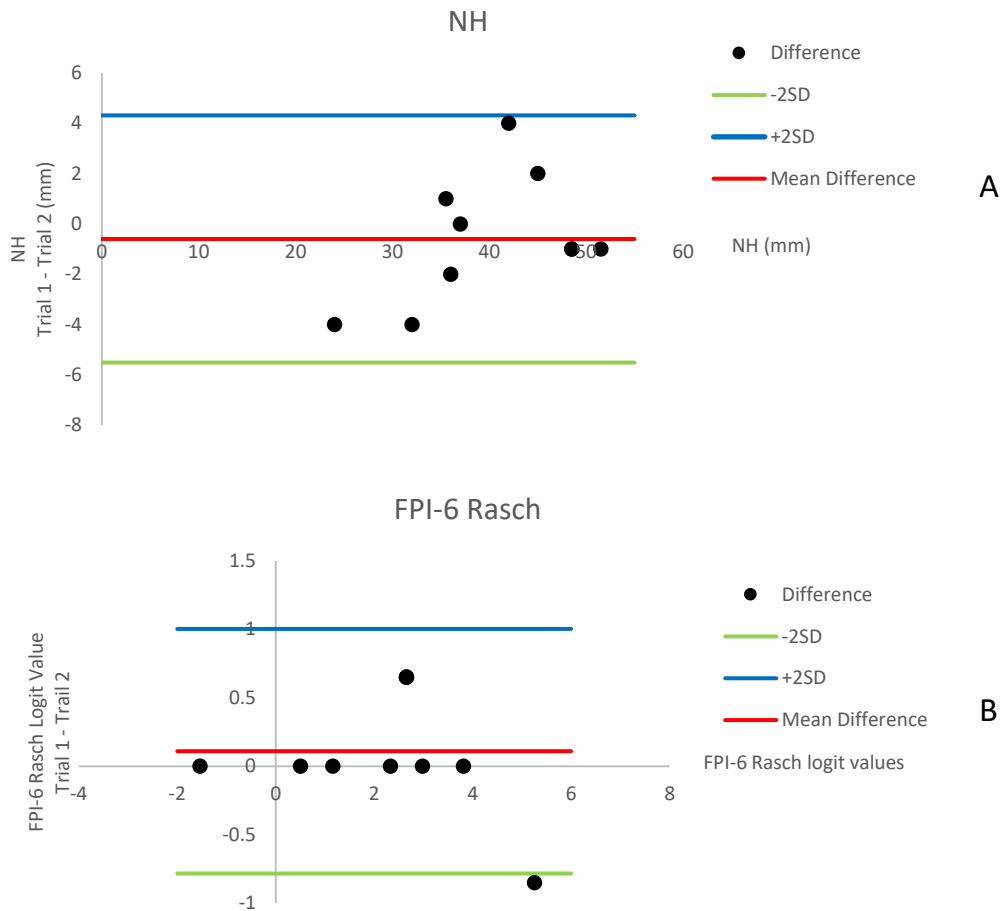 NH
Difference
-2SD
+2SD
Mean Difference
A
6
4
2
0
-2
-4
-6
-8
NH
Trial 1 - Trial 2 (mm)
0
10
20
30
40
50
60
NH (mm)
FPI-6 Rasch
Difference
-2SD
+2SD
Mean Difference
B
1.5
1
0.5
0
-0.5
-1
FPI-6 Rasch Logit Value
Trial 1 - Trail 2
-4
-2
0
2
4
6
8
FPI-6 Rasch logit values